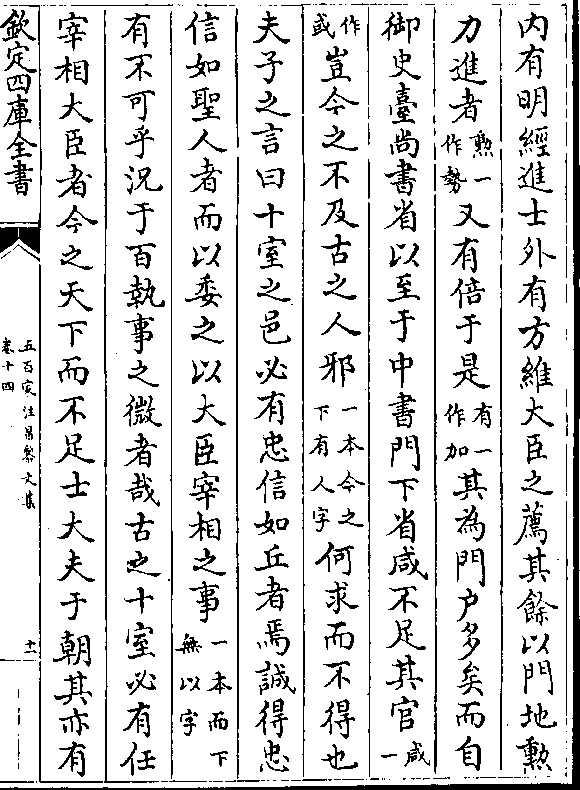 内有明經進士外有方維大臣之薦其餘以門地勲
力進者勲一作勢又有倍于是有一作加其為門户多矣而自
御史臺尚書省以至于中書門下省咸不足其官咸一
作或豈今之不及古之人邪一本今之下有人字何求而不得也
夫子之言曰十室之邑必有忠信如丘者焉誠得忠
信如聖人者而以委之以大臣宰相之事一本而下無以字
有不可乎況于百執事之微者哉古之十室必有任
宰相大臣者今之天下而不足士大夫于朝其亦有
欽定四庫全書
五百家注昌黎文集
卷十四
十一